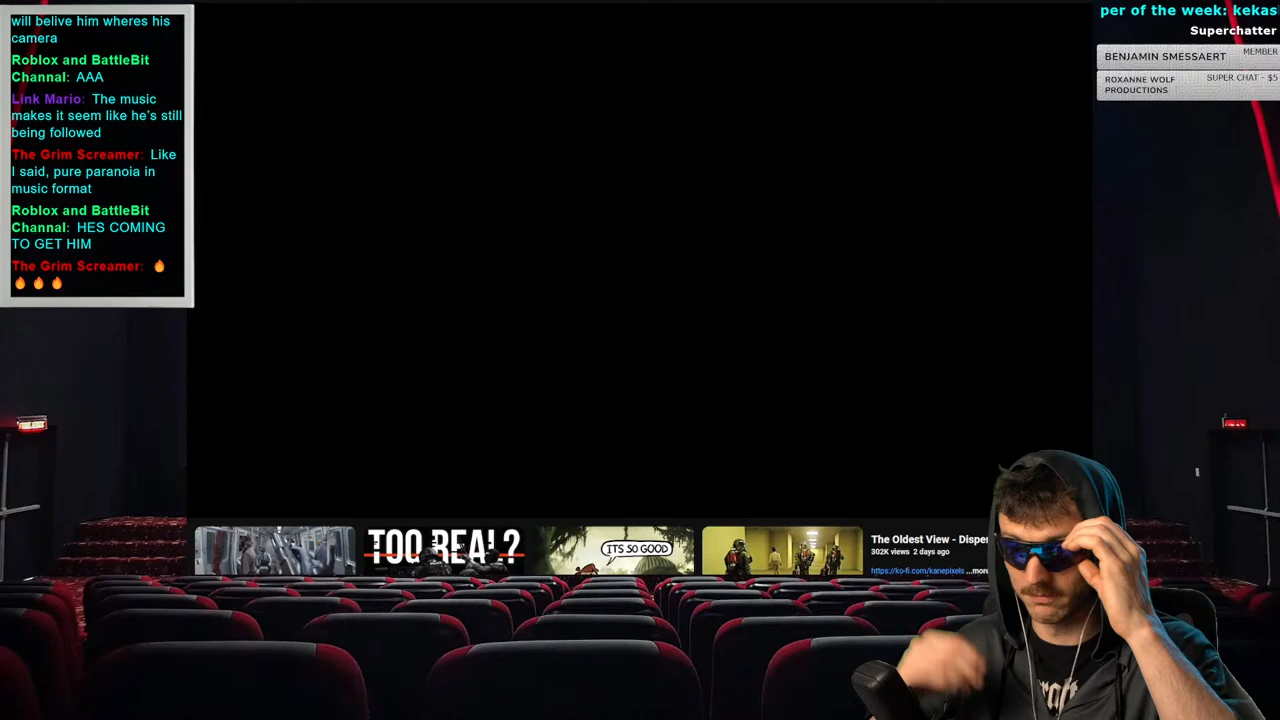 will belive him wheres his
camera
Roblox and BattleBit
Channal: AAA
Link Mario: The music
makes it seem like he's still
being followed
The Grim Screamer: Like
I said, pure paranoia in
music format
Roblox and BattleBit
Channal: HES COMING
TO GET HIM
The Grim Screamer: 🔥
🔥 🔥 🔥
per of the week: kekas
Superchatter
BENJAMIN SMESSAERT MEMBER
ROXANNE WOLF SUPER CHAT - $5
PRODUCTIONS
TOO REAL?
ITS SO GOOD
The Oldest View - Disper
302K views 2 days ago
https://ko-fi.com/kanepixels ...more